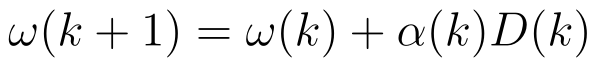 ω(k + 1) = ω(k) + α(k)D(k)